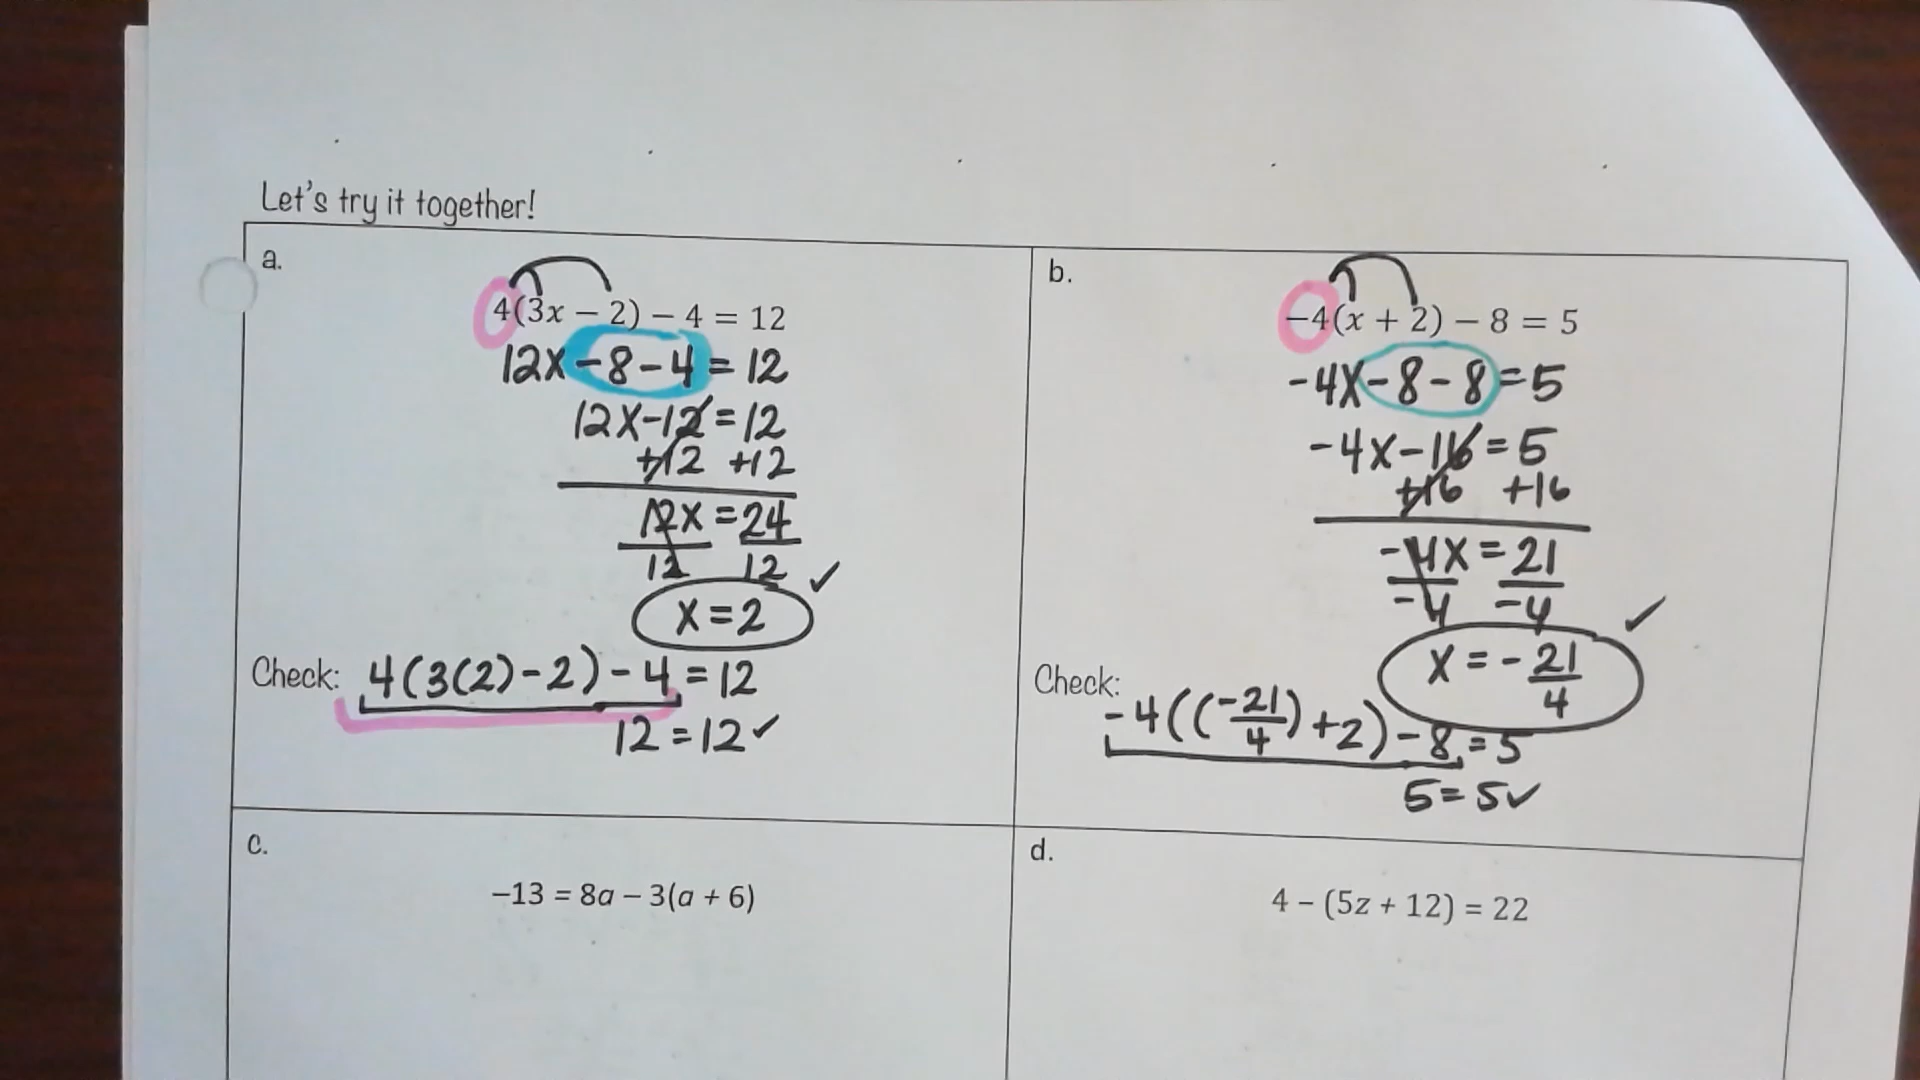 Let's try it together!
a.
4(3x − 2) − 4 = 12
12x -8-4 = 12
12x-12 = 12
+12 +12
12x = 24
12 12 ✓
x = 2
Check: 4(3(2)-2) - 4 = 12
12 = 12 ✓
b.
−4(x + 2) − 8 = 5
-4x -8-8 = 5
-4x-16 = 5
+16 +16
-4x = 21
-4 -4 ✓
x = -21/4
Check:
-4((-21/4)+2)-8 = 5
5 = 5 ✓
c.
−13 = 8a − 3(a + 6)
d.
4 − (5z + 12) = 22